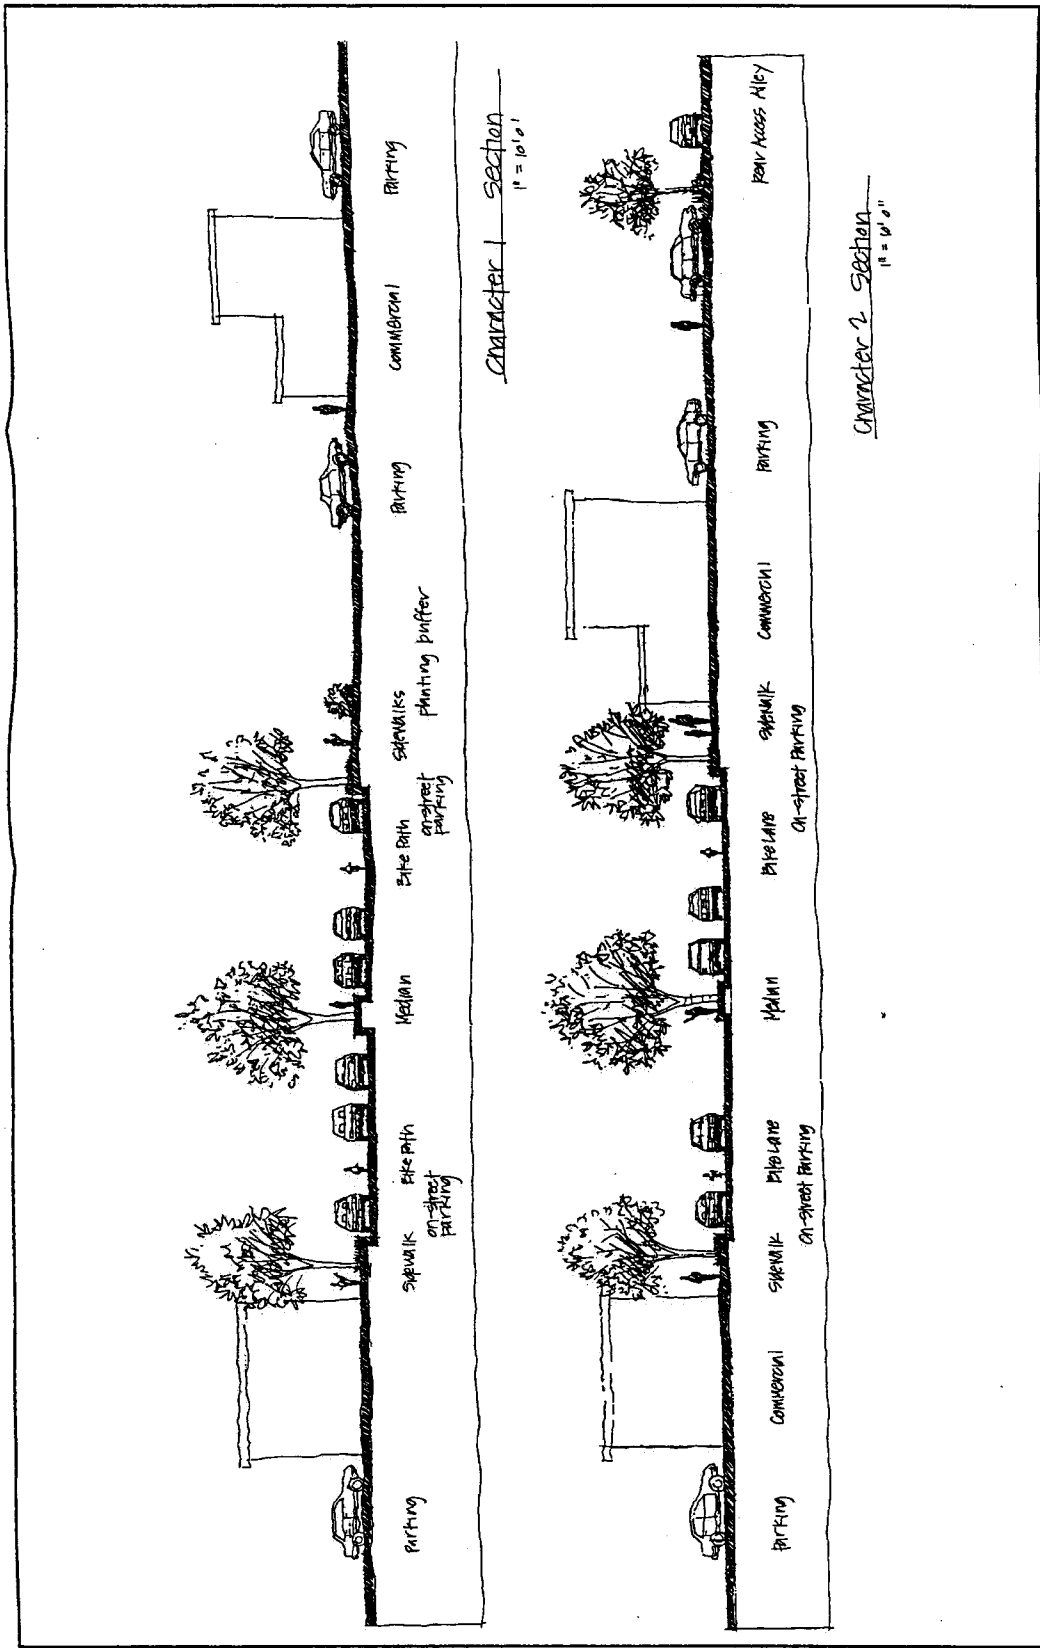 Parking
Sidewalk
Bike Path
on-street
parking
Median
Bike Path
on-street
parking
Sidewalks
planting buffer
Parking
Commercial
Parking
Character 1 Section
1" = 10'0"
Parking
Commercial
Sidewalk
Bike Lane
On-street Parking
Median
Bike Lane
On-street Parking
Sidewalk
Commercial
Parking
Rear Access Alley
Character 2 Section
1" = 10'0"